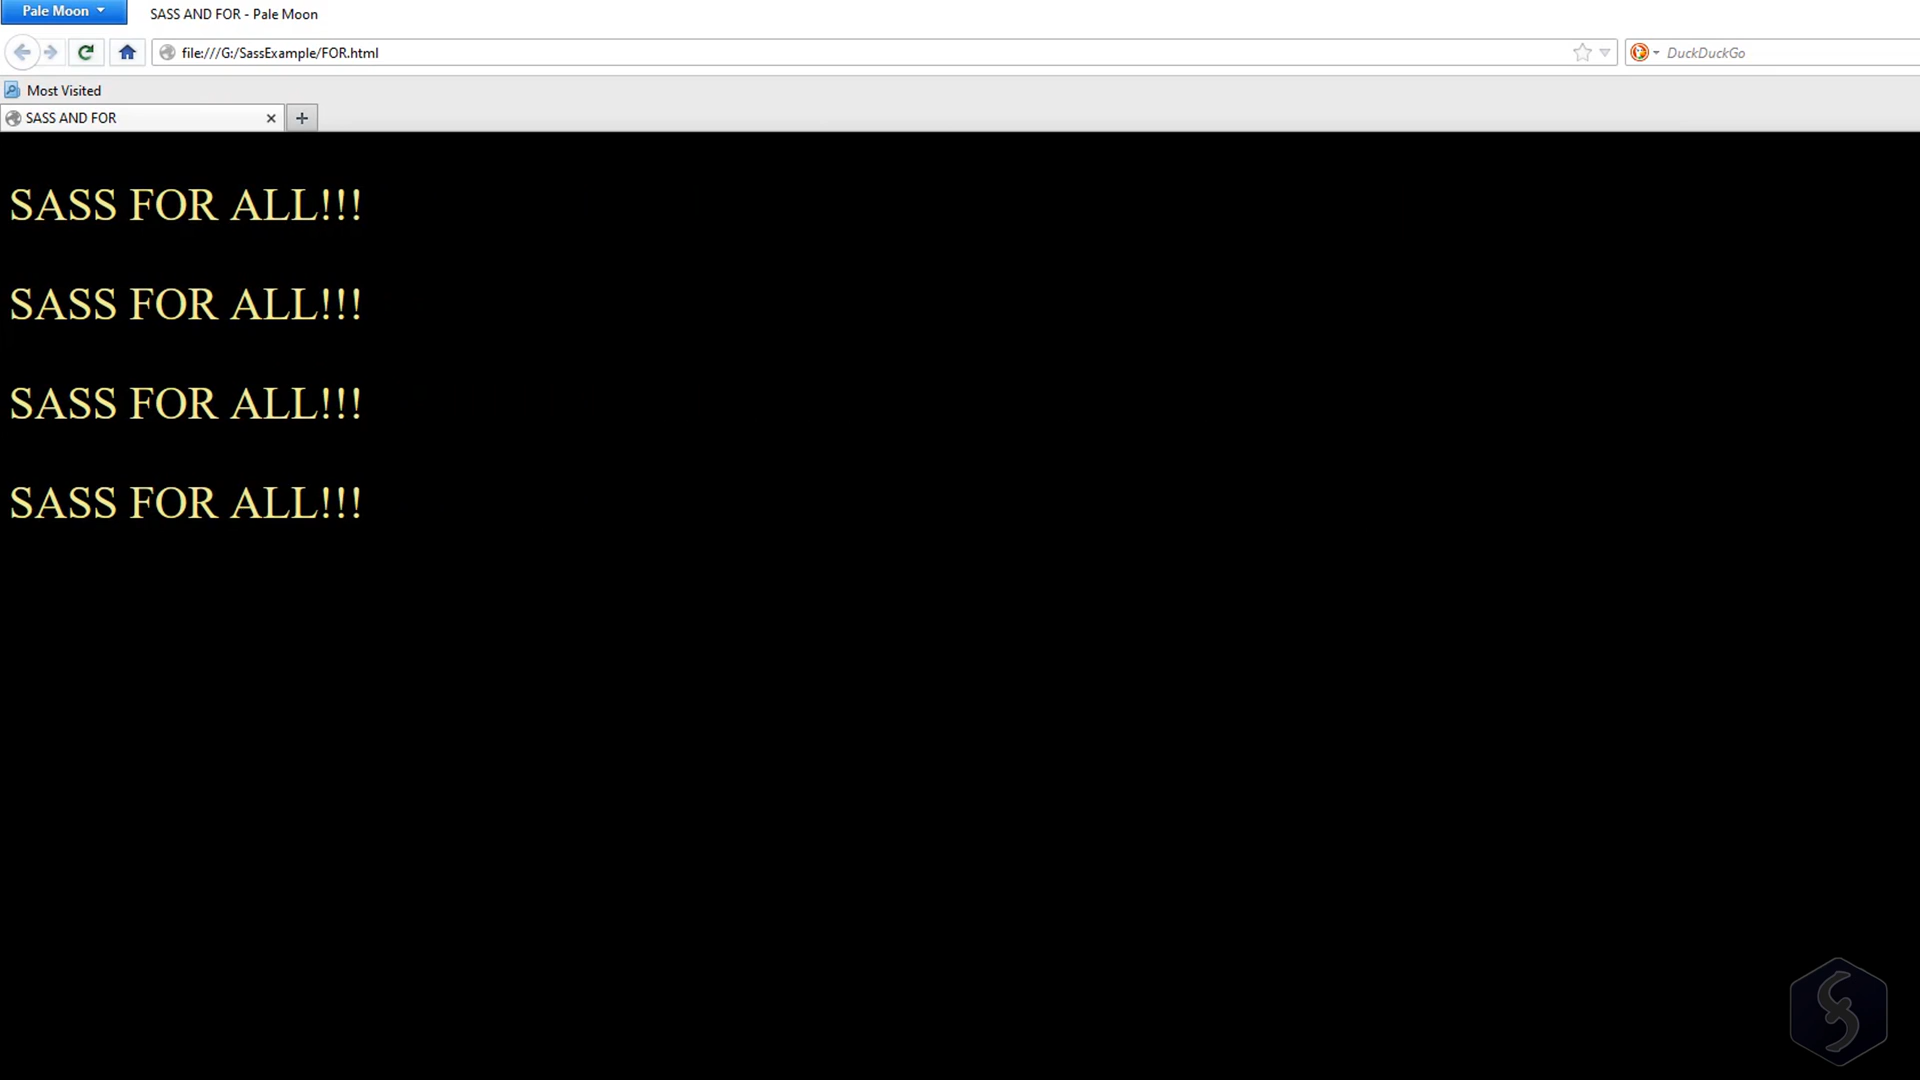 Pale Moon
SASS AND FOR - Pale Moon
file:///G:/SassExample/FOR.html
DuckDuckGo
Most Visited
SASS AND FOR
SASS FOR ALL!!!
SASS FOR ALL!!!
SASS FOR ALL!!!
SASS FOR ALL!!!